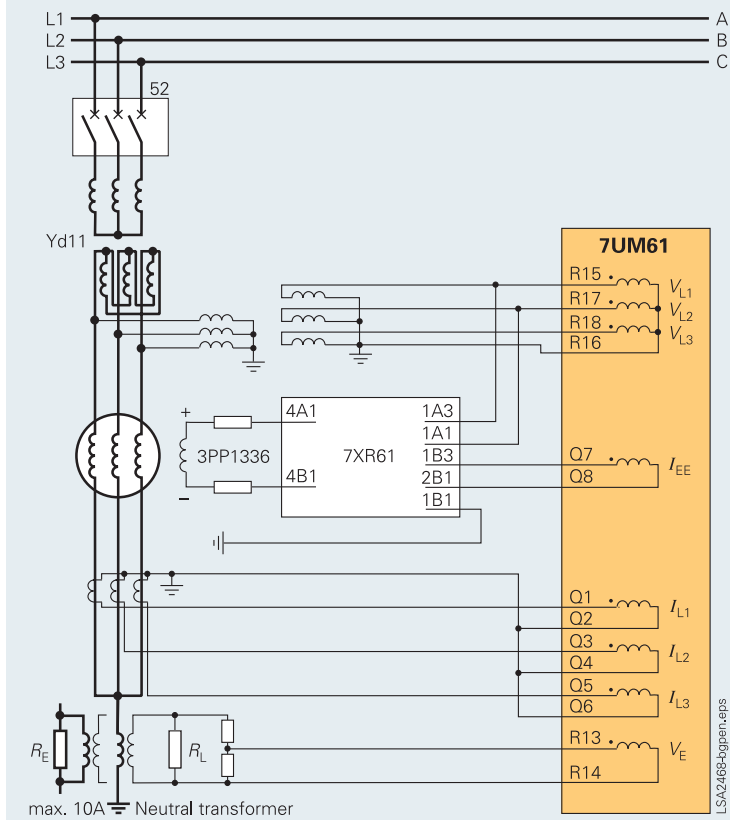 L1 A
L2 B
L3 C
52
Yd11
7UM61
R15 VL1
R17 VL2
R18 VL3
R16
+ 4A1 1A3
1A1
3PP1336 7XR61 1B3 Q7 IEE
– 4B1 2B1 Q8
1B1
Q1 IL1
Q2
Q3 IL2
Q4
Q5 IL3
Q6
RE RL R13 VE
R14
max. 10A Neutral transformer
LSA2468-bgpen.eps